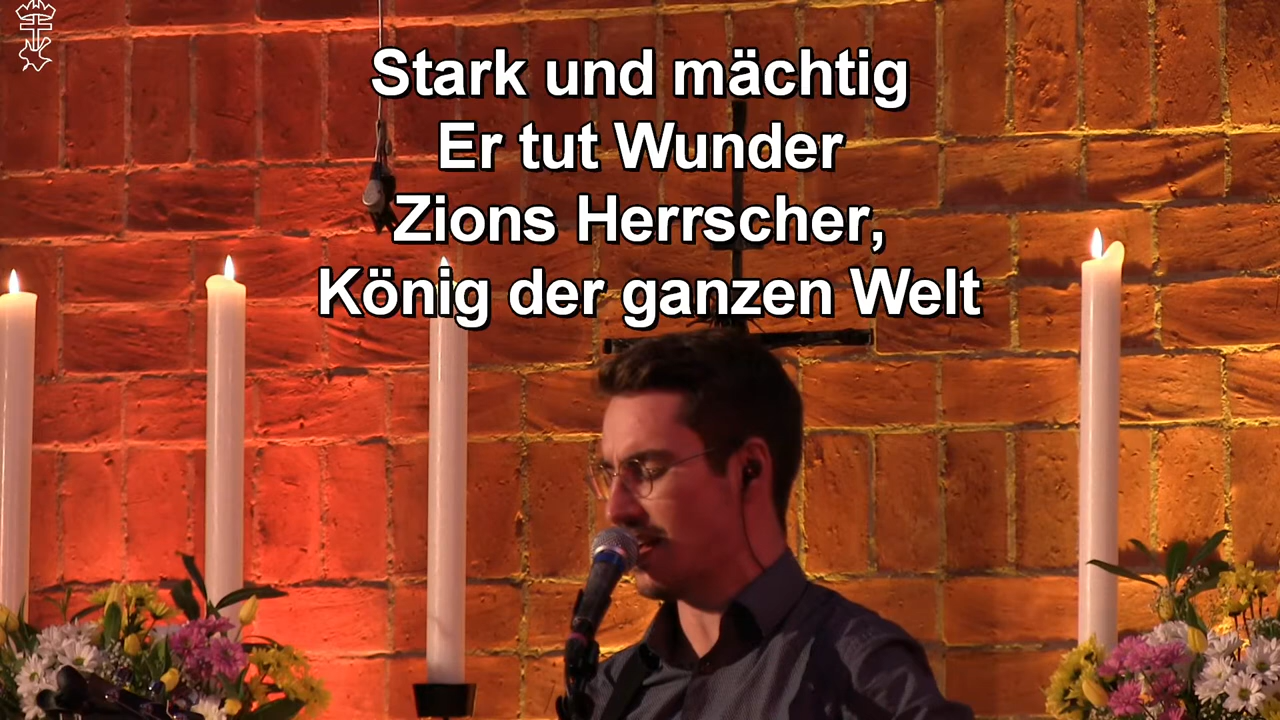 Stark und mächtig
Er tut Wunder
Zions Herrscher,
König der ganzen Welt